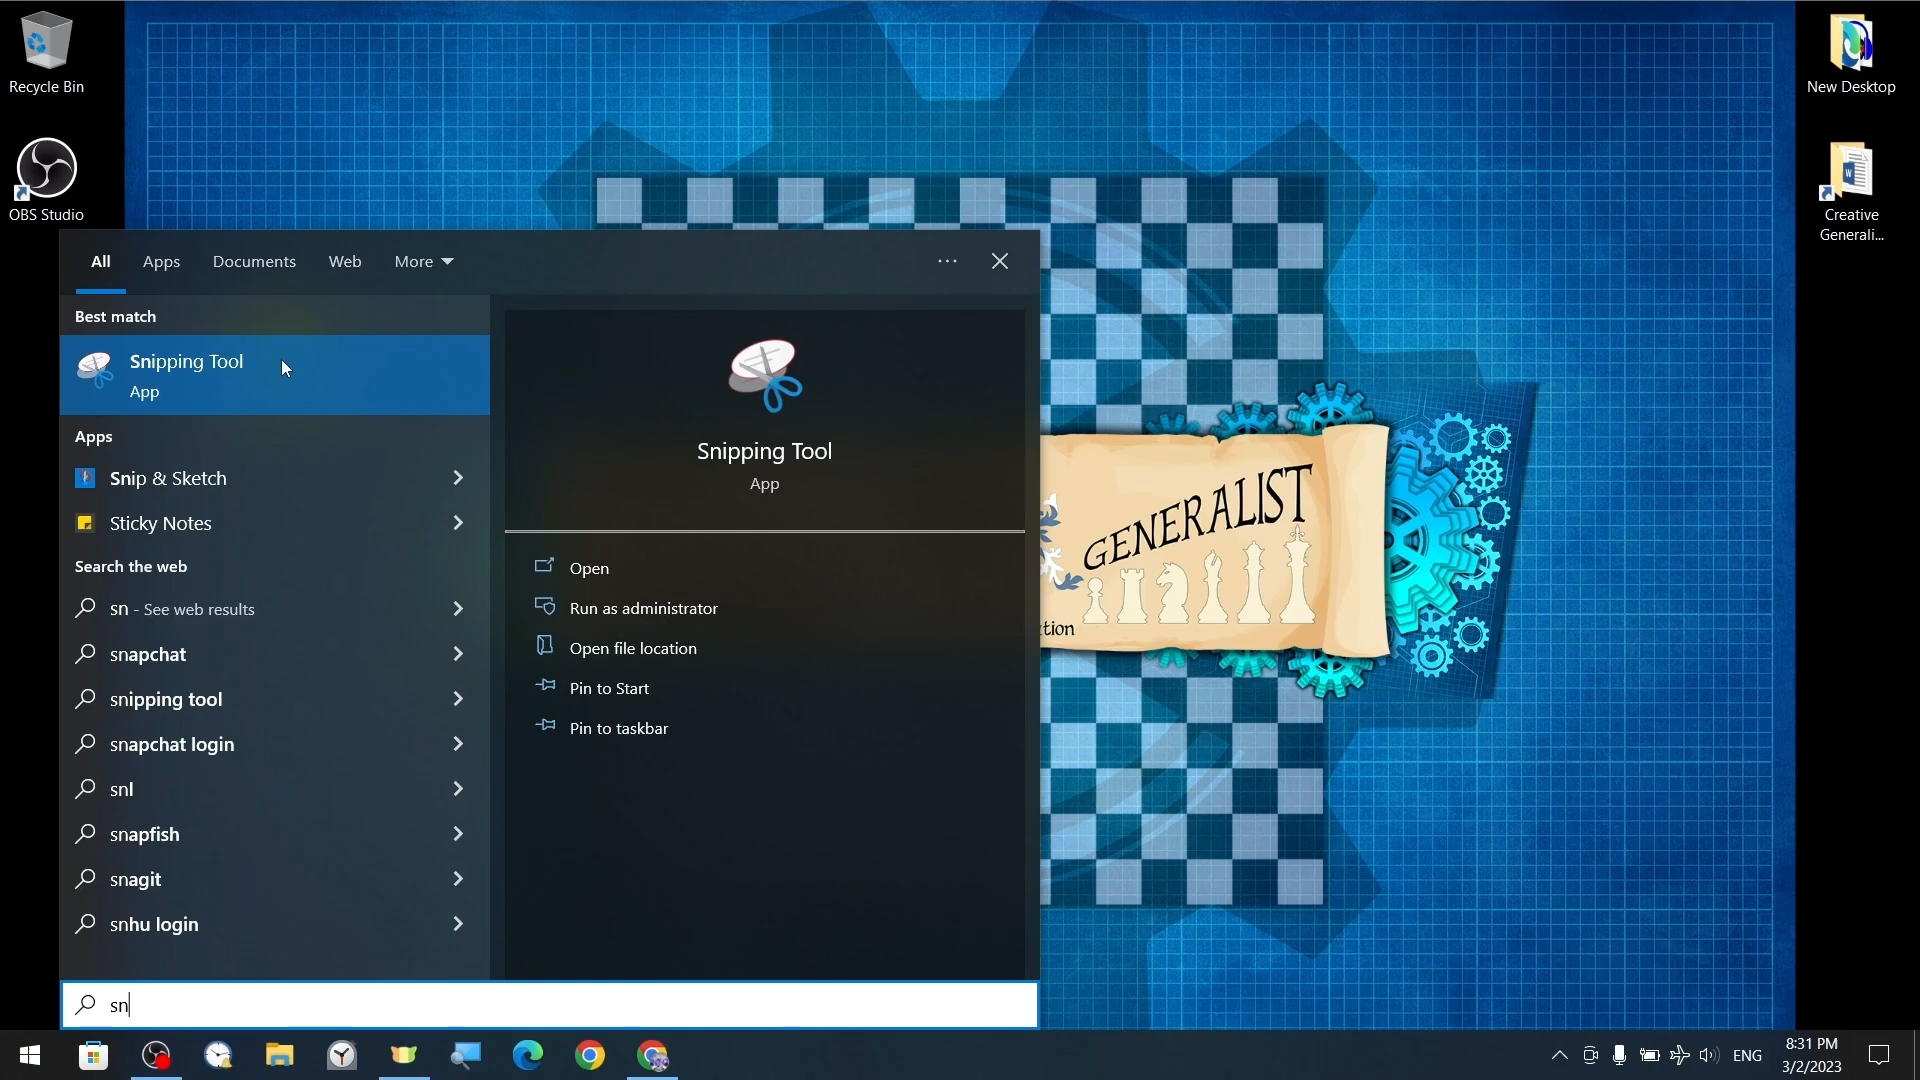 Recycle Bin
OBS Studio
New Desktop
Creative
Generali...
All
Apps
Documents
Web
More
Best match
Snipping Tool
App
Apps
Snip & Sketch
Sticky Notes
Search the web
sn - See web results
snapchat
snipping tool
snapchat login
snl
snapfish
snagit
snhu login
sn
Snipping Tool
App
Open
Run as administrator
Open file location
Pin to Start
Pin to taskbar
GENERALIST
tion
ENG
8:31 PM
3/2/2023